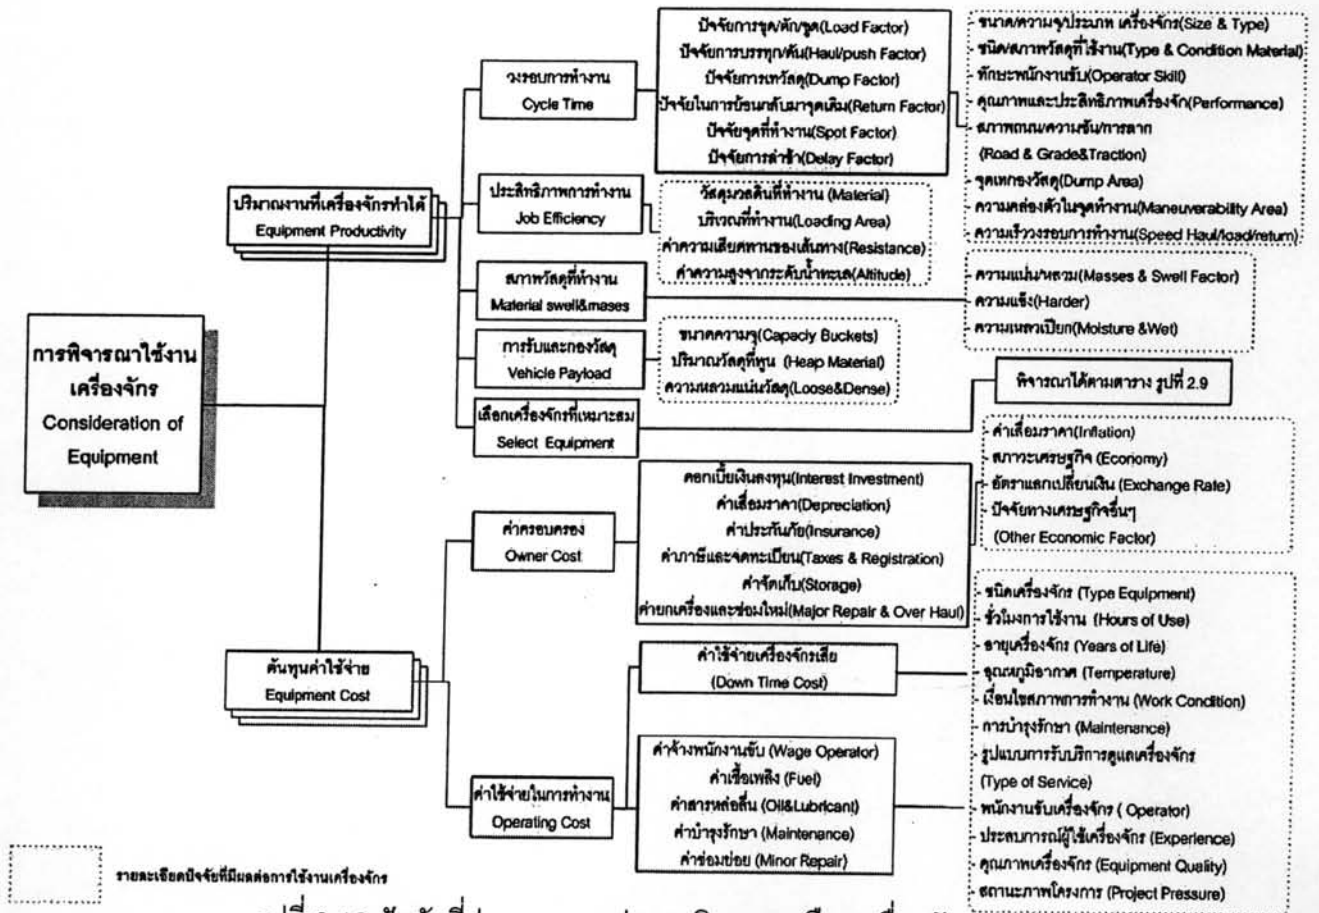 การพิจารณาใช้งาน
เครื่องจักร
Consideration of
Equipment
ปริมาณงานที่เครื่องจักรทำได้
Equipment Productivity
วงรอบการทำงาน
Cycle Time
ปัจจัยการขุด/ตัก/ขูด(Load Factor)
ปัจจัยการบรรทุก/ดัน(Haul/push Factor)
ปัจจัยการเทวัสดุ(Dump Factor)
ปัจจัยในการย้อนกลับมาจุดเดิม(Return Factor)
ปัจจัยจุดที่ทำงาน(Spot Factor)
ปัจจัยการล่าช้า(Delay Factor)
- ขนาด/ความจุ/ประเภท เครื่องจักร(Size & Type)
- ชนิด/สภาพวัสดุที่ใช้งาน(Type & Condition Material)
- ทักษะพนักงานขับ(Operator Skill)
- คุณภาพและประสิทธิภาพเครื่องจัก(Performance)
- สภาพถนน/ความชัน/การลาก
(Road & Grade&Traction)
- จุดเทกองวัสดุ(Dump Area)
- ความคล่องตัวในจุดทำงาน(Maneuverability Area)
- ความเร็ววงรอบการทำงาน(Speed Haul/load/return)
ประสิทธิภาพการทำงาน
Job Efficiency
วัสดุมวลดินที่ทำงาน (Material)
บริเวณที่ทำงาน(Loading Area)
ค่าความเสียดทานของเส้นทาง(Resistance)
ค่าความสูงจากระดับน้ำทะเล(Altitude)
สภาพวัสดุที่ทำงาน
Material swell&mases
- ความแน่น/หลวม(Masses & Swell Factor)
- ความแข็ง(Harder)
- ความเหลวเปียก(Moisture &Wet)
การรับและกองวัสดุ
Vehicle Payload
ขนาดความจุ(Capaciy Buckets)
ปริมาณวัสดุที่พูน (Heap Material)
ความหลวมแน่นวัสดุ(Loose&Dense)
เลือกเครื่องจักรที่เหมาะสม
Select Equipment
พิจารณาได้ตามตาราง รูปที่ 2.9
ต้นทุนค่าใช้จ่าย
Equipment Cost
ค่าครอบครอง
Owner Cost
ดอกเบี้ยเงินลงทุน(Interest Investment)
ค่าเสื่อมราคา(Depreciation)
ค่าประกันภัย(Insurance)
ค่าภาษีและจดทะเบียน(Taxes & Registration)
ค่าจัดเก็บ(Storage)
ค่ายกเครื่องและซ่อมใหม่(Major Repair & Over Haul)
- ค่าเสื่อมราคา(Inflation)
- สภาวะเศรษฐกิจ (Economy)
- อัตราแลกเปลี่ยนเงิน (Exchange Rate)
- ปัจจัยทางเศรษฐกิจอื่นๆ
(Other Economic Factor)
ค่าใช้จ่ายในการทำงาน
Operating Cost
ค่าใช้จ่ายเครื่องจักรเสีย
(Down Time Cost)
ค่าจ้างพนักงานขับ (Wage Operator)
ค่าเชื้อเพลิง (Fuel)
ค่าสารหล่อลื่น (Oil&Lubricant)
ค่าบำรุงรักษา (Maintenance)
ค่าซ่อมย่อย (Minor Repair)
- ชนิดเครื่องจักร (Type Equipment)
- ชั่วโมงการใช้งาน (Hours of Use)
- อายุเครื่องจักร (Years of Life)
- อุณหภูมิอากาศ (Temperature)
- เงื่อนไขสภาพการทำงาน (Work Condition)
- การบำรุงรักษา (Maintenance)
- รูปแบบการรับบริการดูแลเครื่องจักร
(Type of Service)
- พนักงานขับเครื่องจักร ( Operator)
- ประสบการณ์ผู้ใช้เครื่องจักร (Experience)
- คุณภาพเครื่องจักร (Equipment Quality)
- สถานะภาพโครงการ (Project Pressure)
รายละเอียดปัจจัยที่มีผลต่อการใช้งานเครื่องจักร